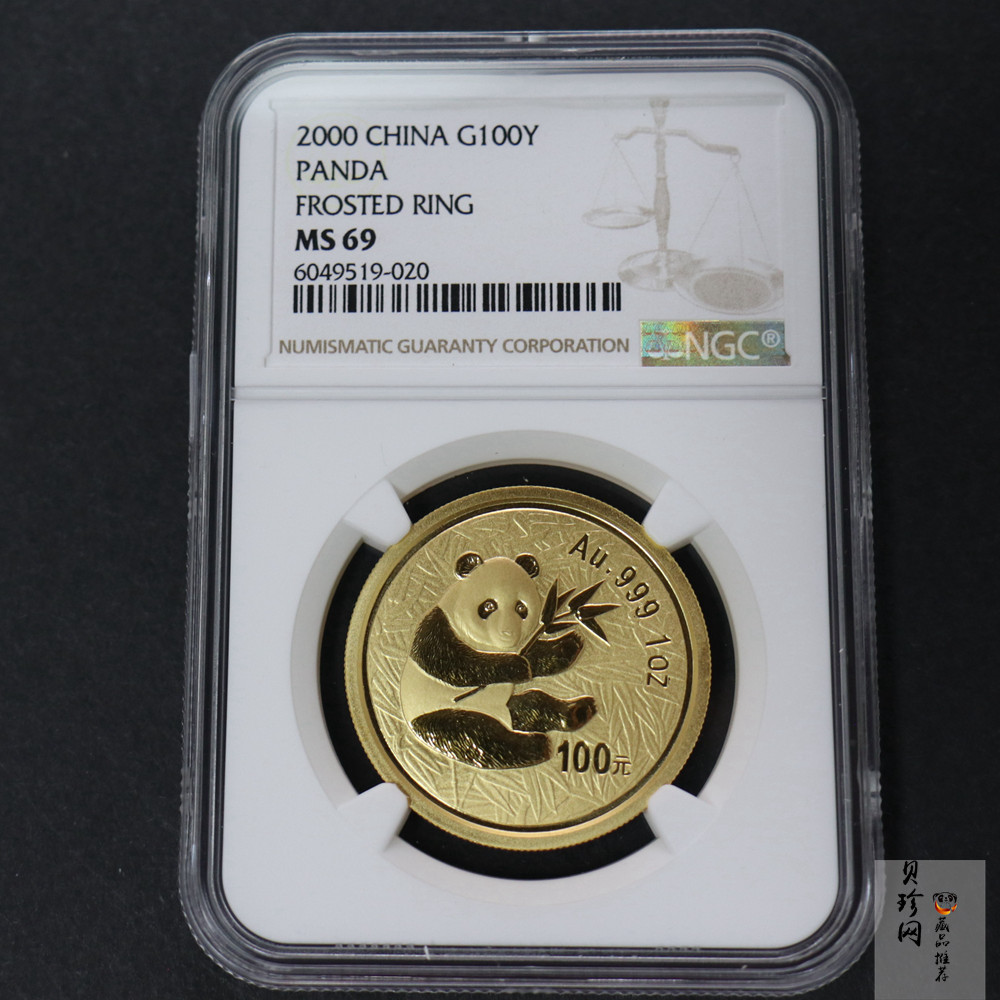 2000 CHINA G100Y
PANDA
FROSTED RING
MS 69
6049519-020
NUMISMATIC GUARANTY CORPORATION
NGC®
Au.999 1oz
100元
贝珍网
藏品推荐